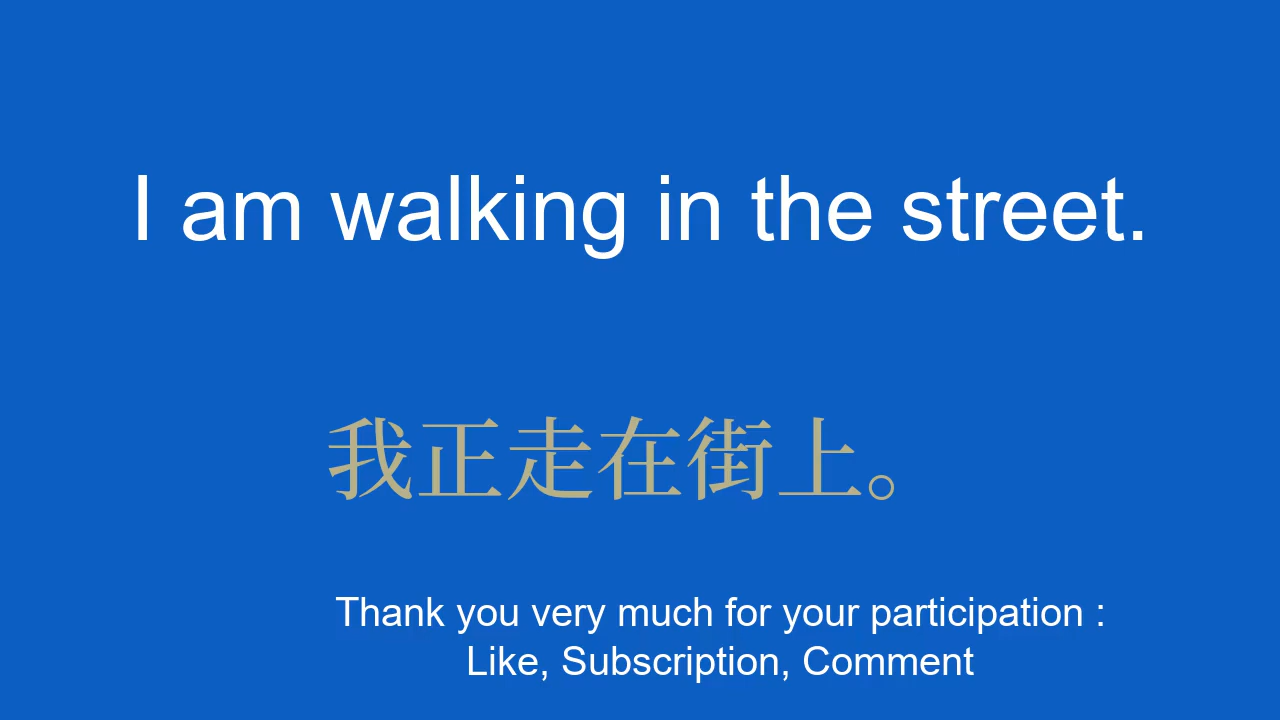 I am walking in the street.
我正走在街上。
Thank you very much for your participation :
Like, Subscription, Comment